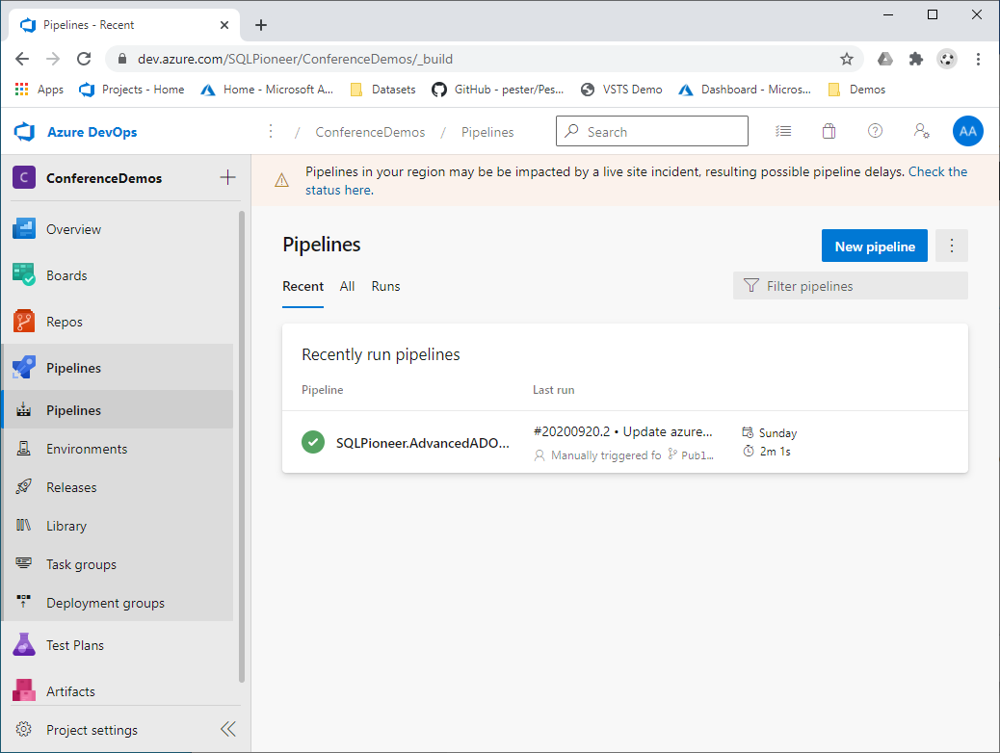 Pipelines - Recent
dev.azure.com/SQLPioneer/ConferenceDemos/_build
Apps Projects - Home Home - Microsoft A... Datasets GitHub - pester/Pes... VSTS Demo Dashboard - Micros... Demos
Azure DevOps / ConferenceDemos / Pipelines Search AA
C ConferenceDemos
Overview
Boards
Repos
Pipelines
Pipelines
Environments
Releases
Library
Task groups
Deployment groups
Test Plans
Artifacts
Project settings
Pipelines in your region may be be impacted by a live site incident, resulting possible pipeline delays. Check the
status here.
Pipelines
New pipeline
Recent All Runs
Filter pipelines
Recently run pipelines
Pipeline Last run
SQLPioneer.AdvancedADO...
#20200920.2 • Update azure...
Manually triggered fo Pub1...
Sunday
2m 1s